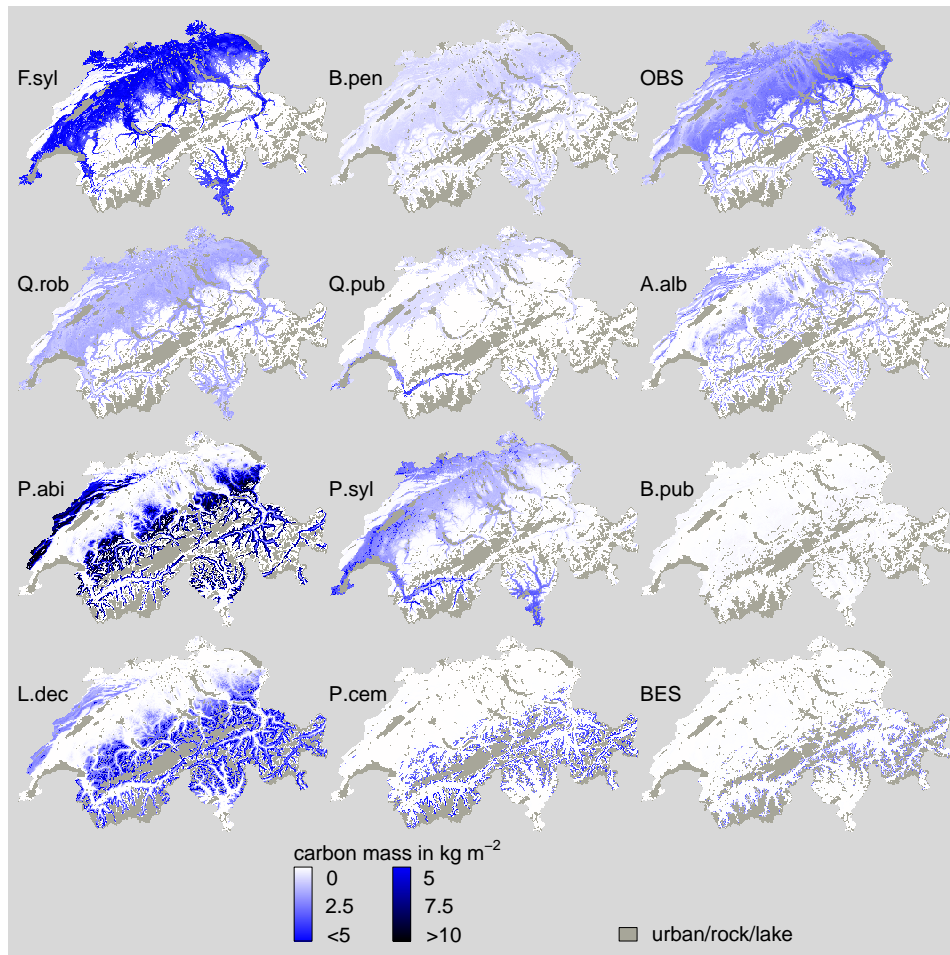 F.syl
B.pen
OBS
Q.rob
Q.pub
A.alb
P.abi
P.syl
B.pub
L.dec
P.cem
BES
carbon mass in kg m⁻²
0 5
2.5 7.5
<5 >10
urban/rock/lake